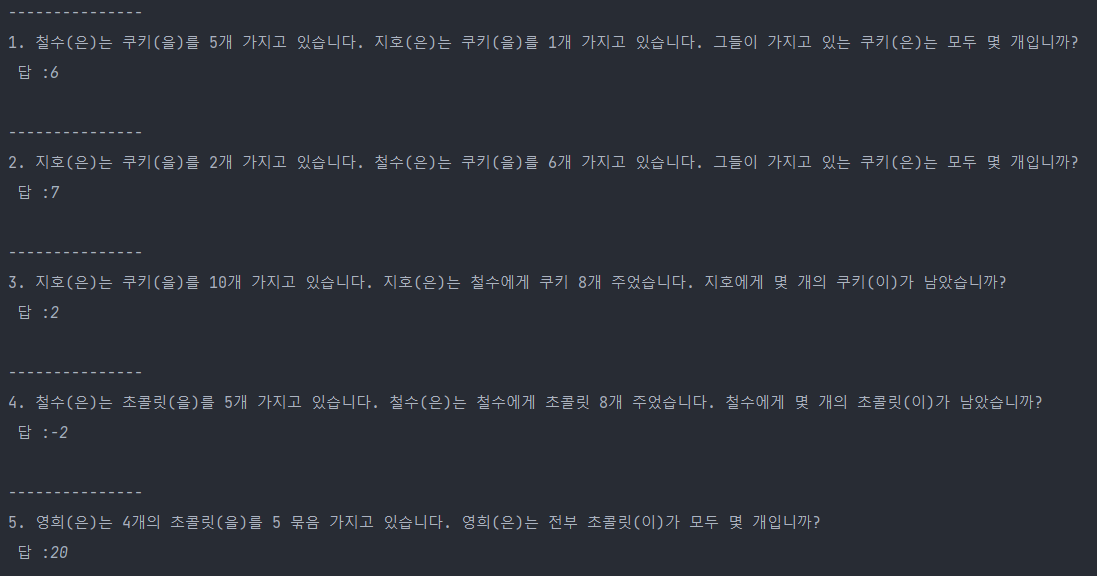 ---------------
1. 철수(은)는 쿠키(을)를 5개 가지고 있습니다. 지호(은)는 쿠키(을)를 1개 가지고 있습니다. 그들이 가지고 있는 쿠키(은)는 모두 몇 개입니까?
답 :6
---------------
2. 지호(은)는 쿠키(을)를 2개 가지고 있습니다. 철수(은)는 쿠키(을)를 6개 가지고 있습니다. 그들이 가지고 있는 쿠키(은)는 모두 몇 개입니까?
답 :7
---------------
3. 지호(은)는 쿠키(을)를 10개 가지고 있습니다. 지호(은)는 철수에게 쿠키 8개 주었습니다. 지호에게 몇 개의 쿠키(이)가 남았습니까?
답 :2
---------------
4. 철수(은)는 초콜릿(을)를 5개 가지고 있습니다. 철수(은)는 철수에게 초콜릿 8개 주었습니다. 철수에게 몇 개의 초콜릿(이)가 남았습니까?
답 :-2
---------------
5. 영희(은)는 4개의 초콜릿(을)를 5 묶음 가지고 있습니다. 영희(은)는 전부 초콜릿(이)가 모두 몇 개입니까?
답 :20